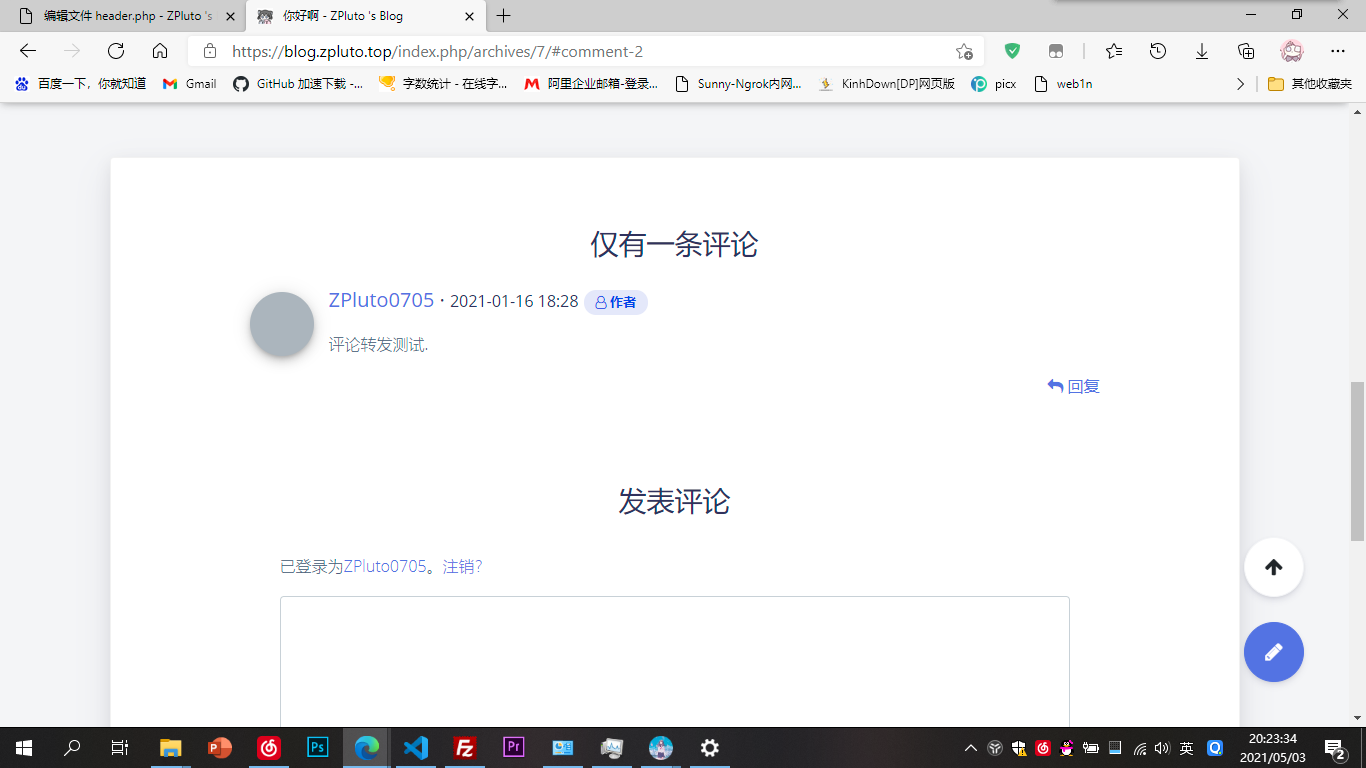 编辑文件 header.php - ZPluto 's
你好啊 - ZPluto 's Blog
https://blog.zpluto.top/index.php/archives/7/#comment-2
百度一下，你就知道
Gmail
GitHub 加速下载 -...
字数统计 - 在线字...
阿里企业邮箱-登录...
Sunny-Ngrok内网...
KinhDown[DP]网页版
picx
web1n
其他收藏夹
仅有一条评论
ZPluto0705 · 2021-01-16 18:28 作者
评论转发测试.
回复
发表评论
已登录为ZPluto0705。注销?
P
Ps
Fz
Pr
英
20:23:34
2021/05/03
2